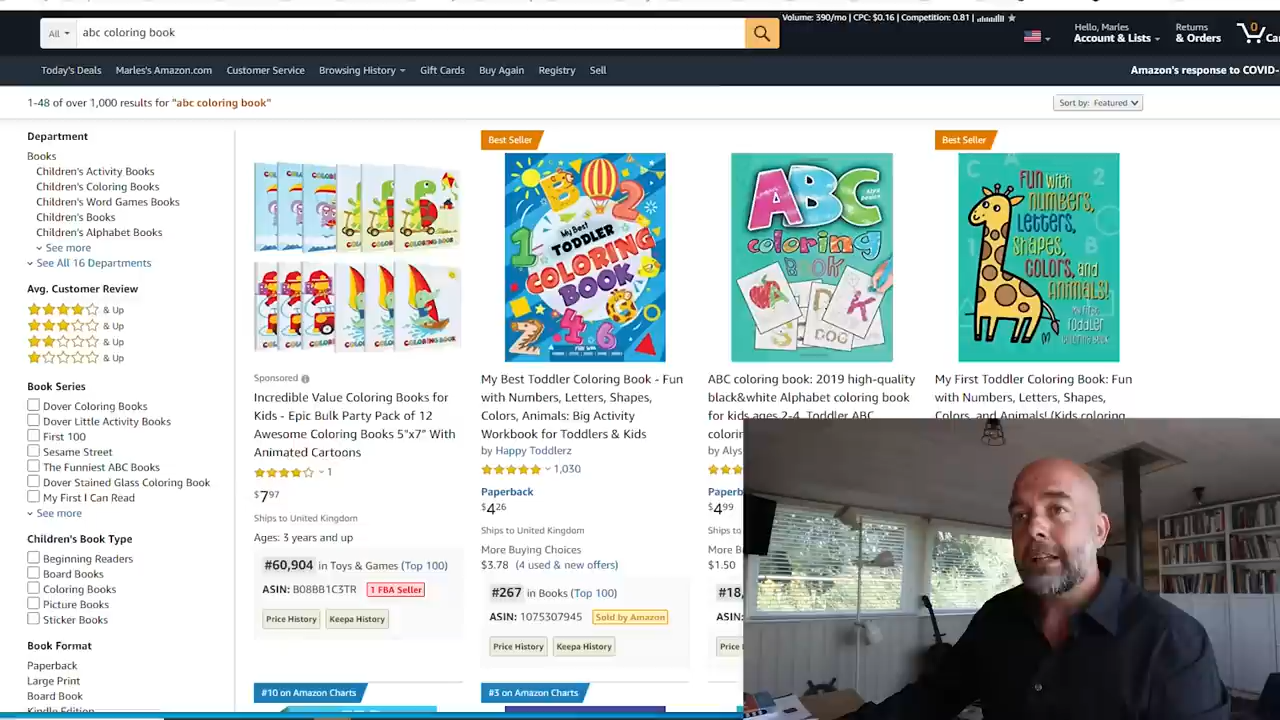 Volume: 390/mo | CPC: $0.16 | Competition: 0.81 |
All
abc coloring book
Hello, Marles
Account & Lists
Returns
& Orders
0
Today's Deals
Marles's Amazon.com
Customer Service
Browsing History
Gift Cards
Buy Again
Registry
Sell
Amazon's response to COVID-
1-48 of over 1,000 results for "abc coloring book"
Sort by: Featured
Department
Books
Children's Activity Books
Children's Coloring Books
Children's Word Games Books
Children's Books
Children's Alphabet Books
See more
See All 16 Departments
Avg. Customer Review
& Up
& Up
& Up
& Up
Book Series
Dover Coloring Books
Dover Little Activity Books
First 100
Sesame Street
The Funniest ABC Books
Dover Stained Glass Coloring Book
My First I Can Read
See more
Children's Book Type
Beginning Readers
Board Books
Coloring Books
Picture Books
Sticker Books
Book Format
Paperback
Large Print
Board Book
Kindle Edition
Sponsored
Incredible Value Coloring Books for
Kids - Epic Bulk Party Pack of 12
Awesome Coloring Books 5"x7" With
Animated Cartoons
1
$7.97
Ships to United Kingdom
Ages: 3 years and up
#60,904 in Toys & Games (Top 100)
ASIN: B08BB1C3TR
1 FBA Seller
Price History
Keepa History
#10 on Amazon Charts
Best Seller
My Best
TODDLER
COLORING
BOOK
My Best Toddler Coloring Book - Fun
with Numbers, Letters, Shapes,
Colors, Animals: Big Activity
Workbook for Toddlers & Kids
by Happy Toddlerz
1,030
Paperback
$4.26
Ships to United Kingdom
More Buying Choices
$3.78 (4 used & new offers)
#267 in Books (Top 100)
ASIN: 1075307945
Sold by Amazon
Price History
Keepa History
#3 on Amazon Charts
ABC
coloring
BOOK
DOG
K
ABC coloring book: 2019 high-quality
black&white Alphabet coloring book
for kids ages 2-4. Toddler ABC
by Alys
$4.99
$1.50
#18,
ASIN:
Best Seller
FUN with
NUMBERS,
LETTERS,
SHAPES,
COLORS, and
ANIMALS!
My First
Toddler
Coloring Book
My First Toddler Coloring Book: Fun
with Numbers, Letters, Shapes,
Colors, and Animals! (Kids coloring